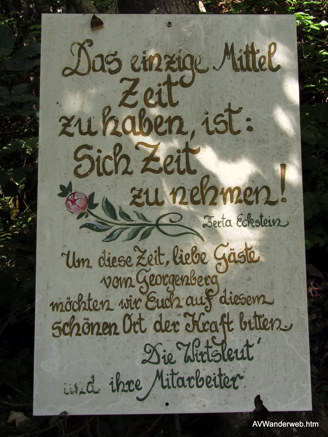 Das einzige Mittel
Zeit
zu haben, ist:
Sich Zeit
zu nehmen!
Berta Eckstein
Um diese Zeit, liebe Gäste
vom Georgenberg
möchten wir Euch auf diesem
schönen Ort der Kraft bitten.
Die Wirtsleut'
und ihre Mitarbeiter
AVWanderweb.htm